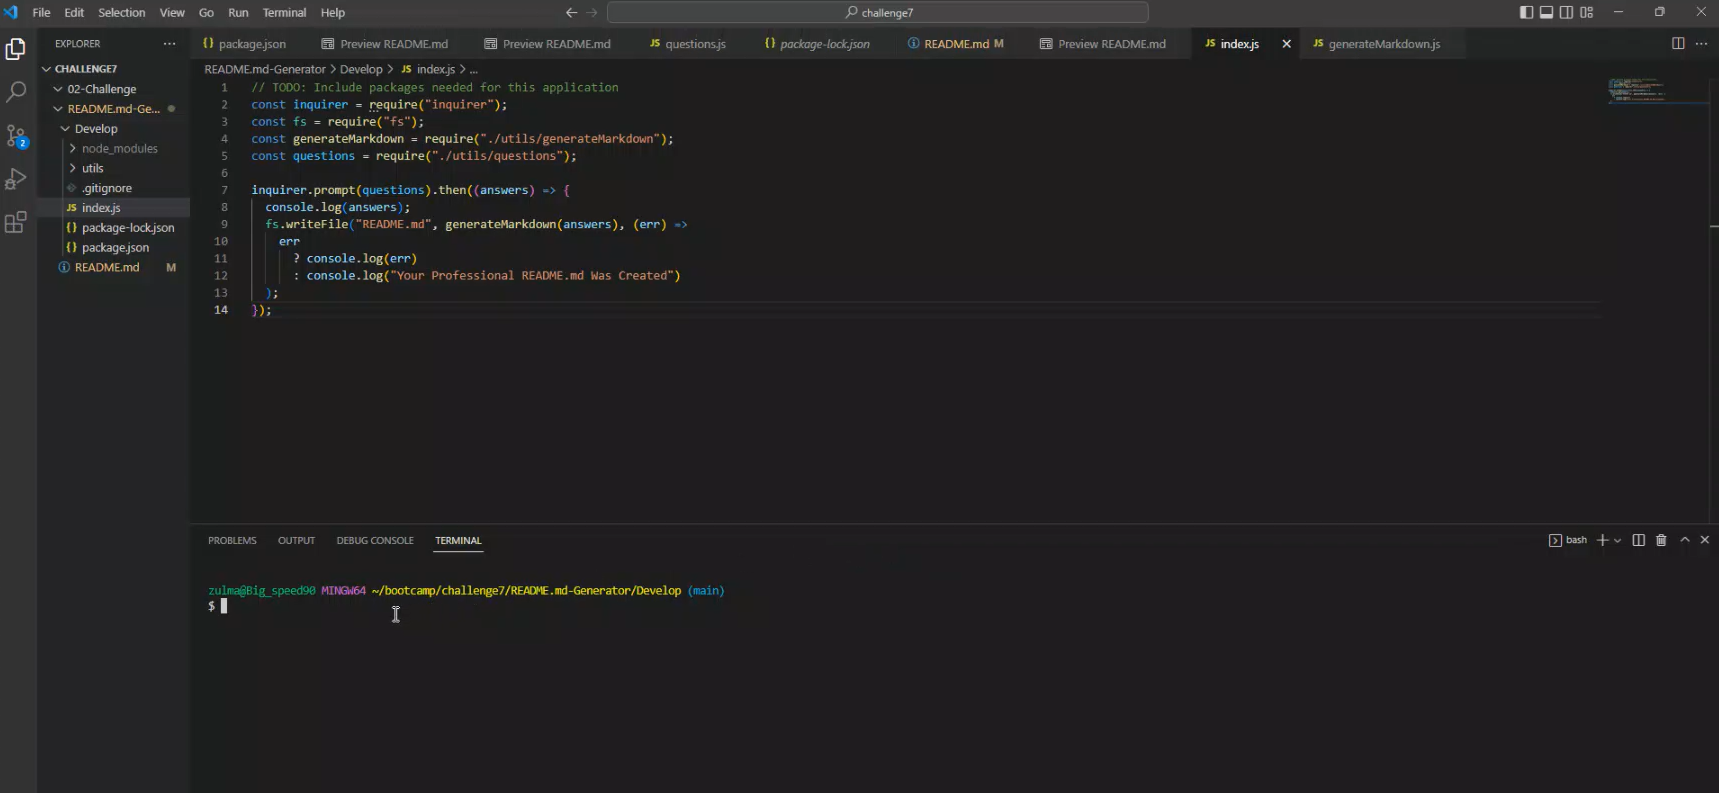 File Edit Selection View Go Run Terminal Help
challenge7
EXPLORER
package.json
Preview README.md
Preview README.md
questions.js
package-lock.json
README.md M
Preview README.md
index.js
generateMarkdown.js
CHALLENGE7
02-Challenge
README.md-Ge...
Develop
node_modules
utils
.gitignore
index.js
package-lock.json
package.json
README.md M
2
README.md-Generator > Develop > JS index.js > ...
1 // TODO: Include packages needed for this application
2 const inquirer = require("inquirer");
3 const fs = require("fs");
4 const generateMarkdown = require("./utils/generateMarkdown");
5 const questions = require("./utils/questions");
6
7 inquirer.prompt(questions).then((answers) => {
8 console.log(answers);
9 fs.writeFile("README.md", generateMarkdown(answers), (err) =>
10 err
11 ? console.log(err)
12 : console.log("Your Professional README.md Was Created")
13 );
14 });
PROBLEMS OUTPUT DEBUG CONSOLE TERMINAL
bash
zulma@Big_speed90 MINGW64 ~/bootcamp/challenge7/README.md-Generator/Develop (main)
$